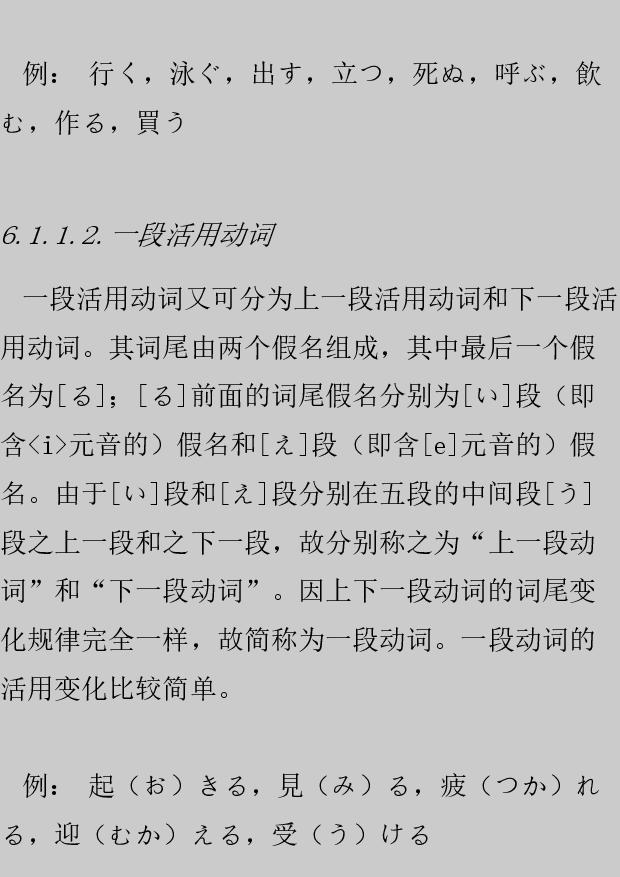 例： 行く，泳ぐ，出す，立つ，死ぬ，呼ぶ，飲
む，作る，買う
6.1.1.2. 一段活用动词
一段活用动词又可分为上一段活用动词和下一段活
用动词。其词尾由两个假名组成，其中最后一个假
名为[る]；[る]前面的词尾假名分别为[い]段（即
含<i>元音的）假名和[え]段（即含[e]元音的）假
名。由于[い]段和[え]段分别在五段的中间段[う]
段之上一段和之下一段，故分别称之为“上一段动
词”和“下一段动词”。因上下一段动词的词尾变
化规律完全一样，故简称为一段动词。一段动词的
活用变化比较简单。
例： 起（お）きる，見（み）る，疲（つか）れ
る，迎（むか）える，受（う）ける